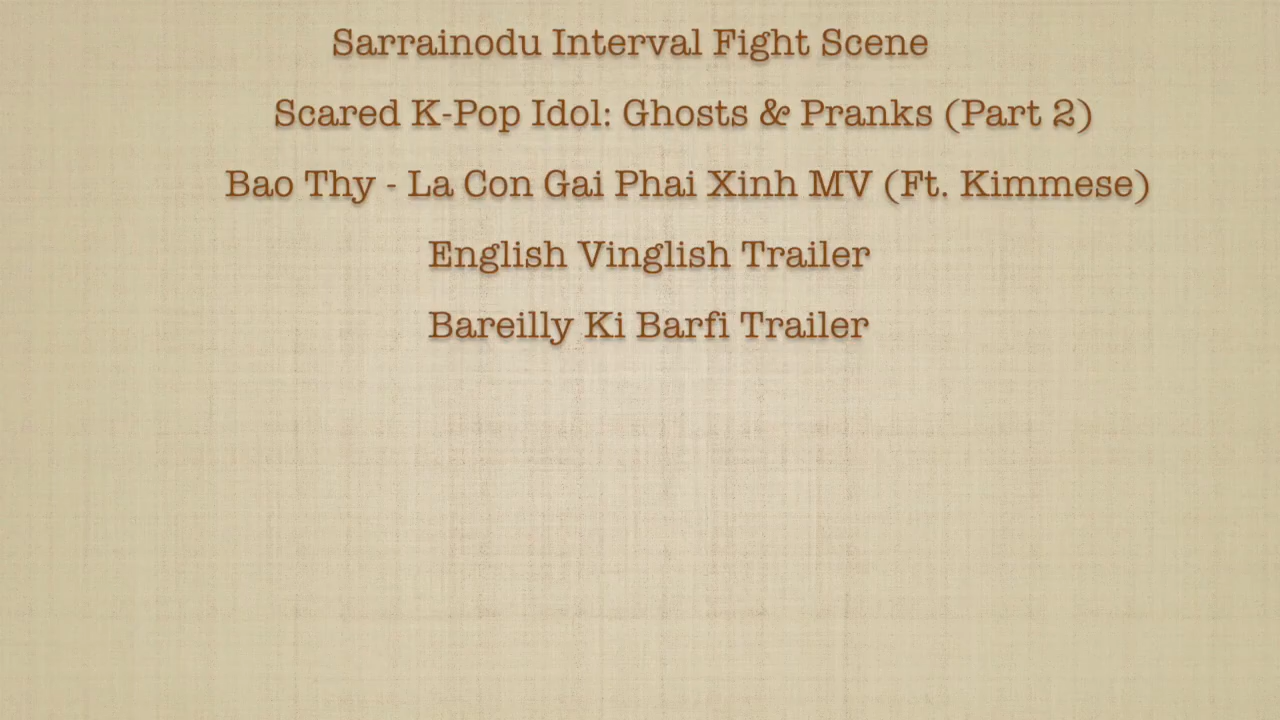 Sarrainodu Interval Fight Scene
Scared K-Pop Idol: Ghosts & Pranks (Part 2)
Bao Thy - La Con Gai Phai Xinh MV (Ft. Kimmese)
English Vinglish Trailer
Bareilly Ki Barfi Trailer